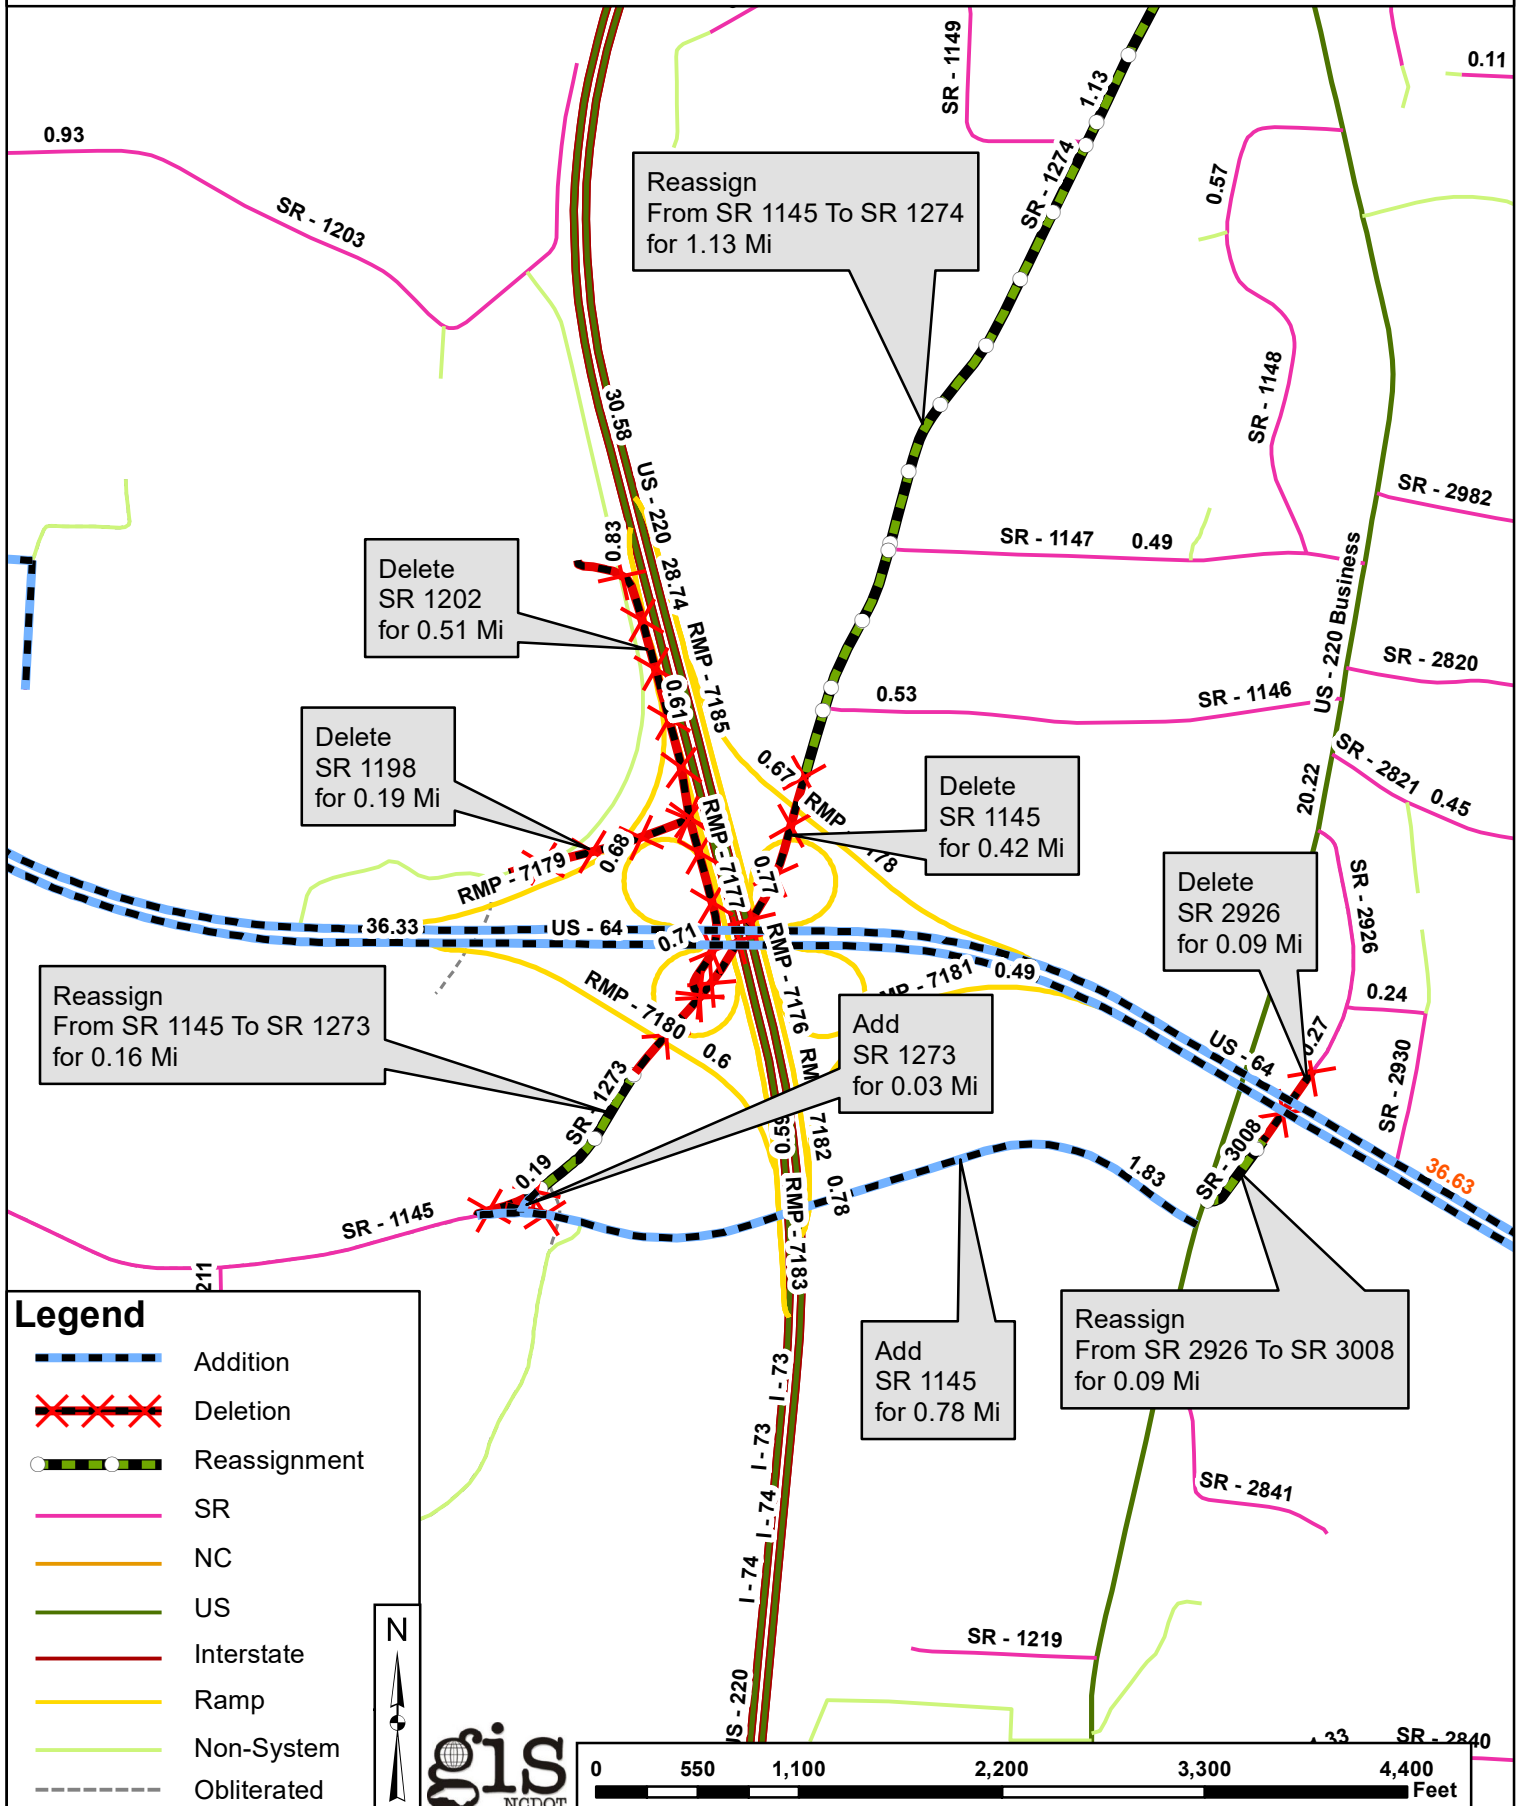 SR - 1149
0.11
1.13
0.93
SR - 1274
Reassign
From SR 1145 To SR 1274
for 1.13 Mi
0.57
SR - 1203
SR - 1148
30.58
US - 220
SR - 2982
0.83
28.74
SR - 1147
0.49
Delete
SR 1202
for 0.51 Mi
US - 220 Business
RMP - 7185
SR - 2820
0.61
0.53
SR - 1146
Delete
SR 1198
for 0.19 Mi
0.67
SR - 2821
0.45
20.22
Delete
SR 1145
for 0.42 Mi
RMP - 7177
0.68
RMP - 7179
0.77
Delete
SR 2926
for 0.09 Mi
SR - 2926
36.33
US - 64
0.71
RMP - 7176
0.49
0.24
Reassign
From SR 1145 To SR 1273
for 0.16 Mi
RMP - 7180
0.6
Add
SR 1273
for 0.03 Mi
US - 64
0.27
SR - 2930
SR - 1273
0.59
7182
SR - 3008
0.19
0.78
1.83
36.63
SR - 1145
RMP - 7183
211
Legend
Addition
Deletion
Reassignment
SR
NC
US
Interstate
Ramp
Non-System
Obliterated
N
Add
SR 1145
for 0.78 Mi
Reassign
From SR 2926 To SR 3008
for 0.09 Mi
I - 73
I - 73
I - 74
I - 74
SR - 2841
SR - 1219
US - 220
SR - 2840
gis
NCDOT
0 550 1,100 2,200 3,300 4,400
Feet